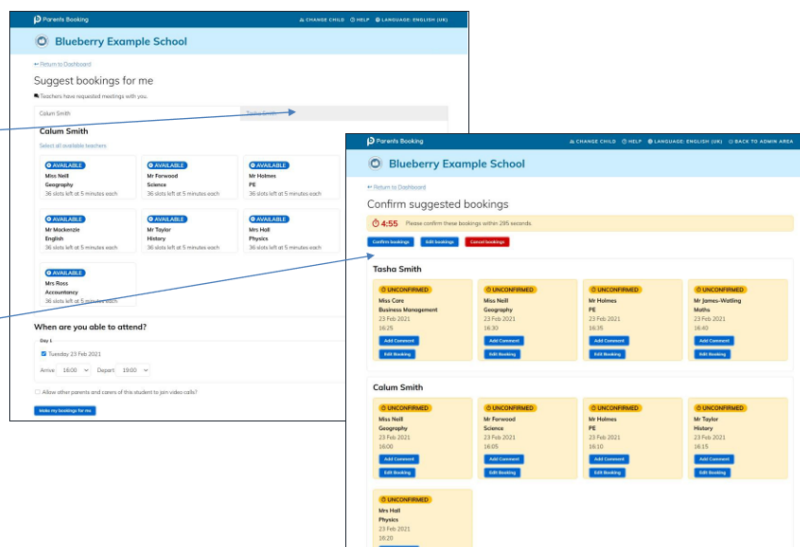 Parents Booking
CHANGE CHILD HELP LANGUAGE: ENGLISH (UK)
Blueberry Example School
Return to Dashboard
Suggest bookings for me
Teachers have requested meetings with you.
Calum Smith Tasha Smith
Calum Smith
Select all available teachers
AVAILABLE AVAILABLE AVAILABLE
Miss Neill Mr Farwood Mr Holmes
Geography Science PE
36 slots left at 5 minutes each 36 slots left at 5 minutes each 36 slots left at 5 minutes each
AVAILABLE AVAILABLE AVAILABLE
Mr Mackenzie Mr Taylor Mrs Hall
English History Physics
36 slots left at 5 minutes each 36 slots left at 5 minutes each 36 slots left at 5 minutes each
AVAILABLE
Mrs Ross
Accountancy
36 slots left at 5 minutes each
When are you able to attend?
Day 1
Tuesday 23 Feb 2021
Arrive 16:00 Depart 19:00
Allow other parents and carers of this student to join video calls?
Make my bookings for me
Parents Booking
CHANGE CHILD HELP LANGUAGE: ENGLISH (UK) BACK TO ADMIN AREA
Blueberry Example School
Return to Dashboard
Confirm suggested bookings
4:55 Please confirm these bookings within 295 seconds.
Confirm bookings Edit bookings Cancel bookings
Tasha Smith
UNCONFIRMED UNCONFIRMED UNCONFIRMED UNCONFIRMED
Miss Care Miss Neill Mr Holmes Mr James-Watling
Business Management Geography PE Maths
23 Feb 2021 23 Feb 2021 23 Feb 2021 23 Feb 2021
16:25 16:30 16:35 16:40
Add Comment Add Comment Add Comment Add Comment
Edit Booking Edit Booking Edit Booking Edit Booking
Calum Smith
UNCONFIRMED UNCONFIRMED UNCONFIRMED UNCONFIRMED
Miss Neill Mr Farwood Mr Holmes Mr Taylor
Geography Science PE History
23 Feb 2021 23 Feb 2021 23 Feb 2021 23 Feb 2021
16:00 16:05 16:10 16:15
Add Comment Add Comment Add Comment Add Comment
Edit Booking Edit Booking Edit Booking Edit Booking
UNCONFIRMED
Mrs Hall
Physics
23 Feb 2021
16:20